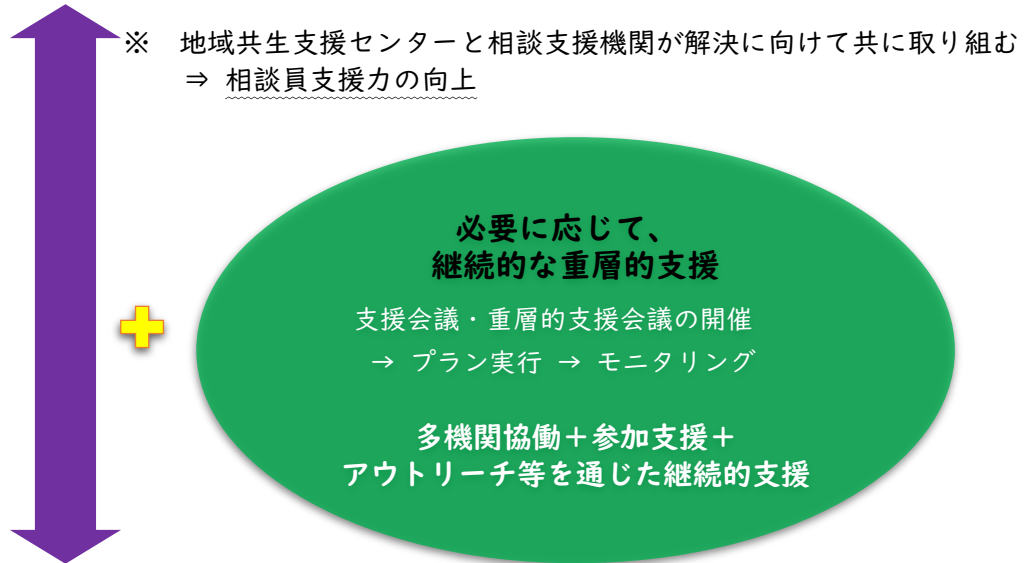 ※　地域共生支援センターと相談支援機関が解決に向けて共に取り組む
⇒ 相談員支援力の向上
必要に応じて、
継続的な重層的支援
支援会議・重層的支援会議の開催
→ プラン実行 → モニタリング
多機関協働＋参加支援＋
アウトリーチ等を通じた継続的支援